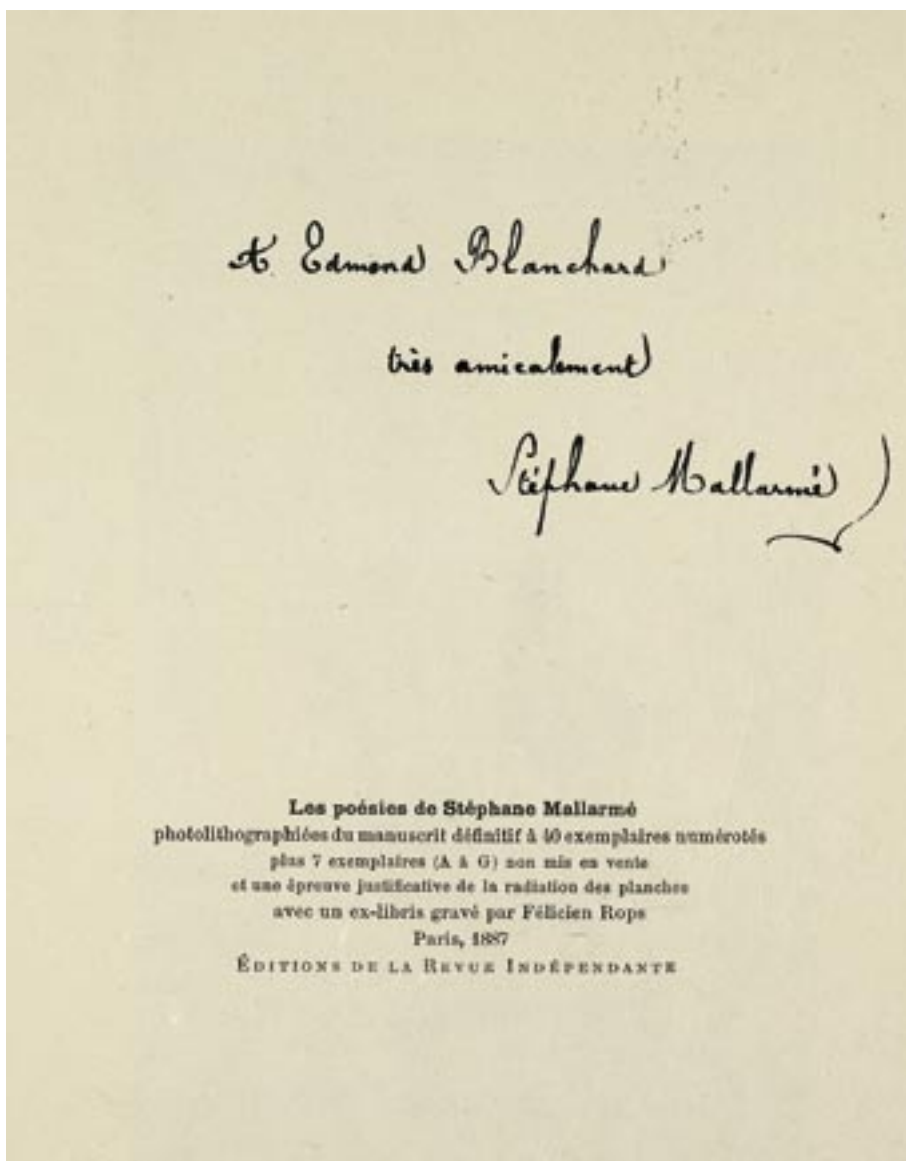 A Edmond Blanchard
très amicalement
Stéphane Mallarmé
Les poésies de Stéphane Mallarmé
photolithographiées du manuscrit définitif à 40 exemplaires numérotés
plus 7 exemplaires (A à G) non mis en vente
et une épreuve justificative de la radiation des planches
avec un ex-libris gravé par Félicien Rops
Paris, 1887
ÉDITIONS DE LA REVUE INDÉPENDANTE